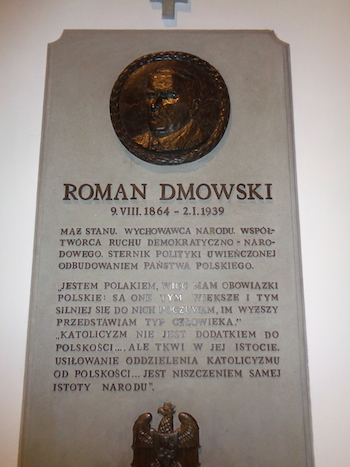 ROMAN DMOWSKI
9.VIII.1864 - 2.I.1939
MĄŻ STANU. WYCHOWAWCA NARODU. WSPÓŁ-
TWÓRCA RUCHU DEMOKRATYCZNO-NARO-
DOWEGO. STERNIK POLITYKI UWIEŃCZONEJ
ODBUDOWANIEM PAŃSTWA POLSKIEGO.
„JESTEM POLAKIEM, WIĘC MAM OBOWIĄZKI
POLSKIE: SĄ ONE TYM WIĘKSZE I TYM
SILNIEJ SIĘ DO NICH POCZUWAM, IM WYŻSZY
PRZEDSTAWIAM TYP CZŁOWIEKA.”
„KATOLICYZM NIE JEST DODATKIEM DO
POLSKOŚCI..., ALE TKWI W JEJ ISTOCIE.
USIŁOWANIE ODDZIELENIA KATOLICYZMU
OD POLSKOŚCI... JEST NISZCZENIEM SAMEJ
ISTOTY NARODU”.